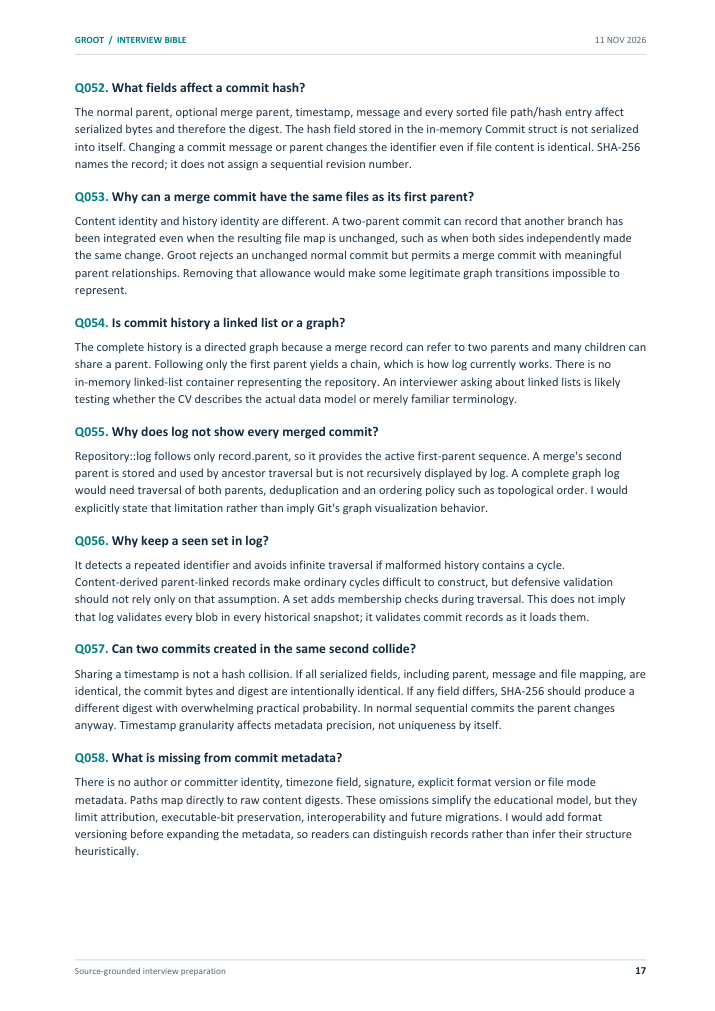 GROOT / INTERVIEW BIBLE
11 NOV 2026
Q052. What fields affect a commit hash?
The normal parent, optional merge parent, timestamp, message and every sorted file path/hash entry affect
serialized bytes and therefore the digest. The hash field stored in the in-memory Commit struct is not serialized
into itself. Changing a commit message or parent changes the identifier even if file content is identical. SHA-256
names the record; it does not assign a sequential revision number.
Q053. Why can a merge commit have the same files as its first parent?
Content identity and history identity are different. A two-parent commit can record that another branch has
been integrated even when the resulting file map is unchanged, such as when both sides independently made
the same change. Groot rejects an unchanged normal commit but permits a merge commit with meaningful
parent relationships. Removing that allowance would make some legitimate graph transitions impossible to
represent.
Q054. Is commit history a linked list or a graph?
The complete history is a directed graph because a merge record can refer to two parents and many children can
share a parent. Following only the first parent yields a chain, which is how log currently works. There is no
in-memory linked-list container representing the repository. An interviewer asking about linked lists is likely
testing whether the CV describes the actual data model or merely familiar terminology.
Q055. Why does log not show every merged commit?
Repository::log follows only record.parent, so it provides the active first-parent sequence. A merge's second
parent is stored and used by ancestor traversal but is not recursively displayed by log. A complete graph log
would need traversal of both parents, deduplication and an ordering policy such as topological order. I would
explicitly state that limitation rather than imply Git's graph visualization behavior.
Q056. Why keep a seen set in log?
It detects a repeated identifier and avoids infinite traversal if malformed history contains a cycle.
Content-derived parent-linked records make ordinary cycles difficult to construct, but defensive validation
should not rely only on that assumption. A set adds membership checks during traversal. This does not imply
that log validates every blob in every historical snapshot; it validates commit records as it loads them.
Q057. Can two commits created in the same second collide?
Sharing a timestamp is not a hash collision. If all serialized fields, including parent, message and file mapping, are
identical, the commit bytes and digest are intentionally identical. If any field differs, SHA-256 should produce a
different digest with overwhelming practical probability. In normal sequential commits the parent changes
anyway. Timestamp granularity affects metadata precision, not uniqueness by itself.
Q058. What is missing from commit metadata?
There is no author or committer identity, timezone field, signature, explicit format version or file mode
metadata. Paths map directly to raw content digests. These omissions simplify the educational model, but they
limit attribution, executable-bit preservation, interoperability and future migrations. I would add format
versioning before expanding the metadata, so readers can distinguish records rather than infer their structure
heuristically.
Source-grounded interview preparation
17